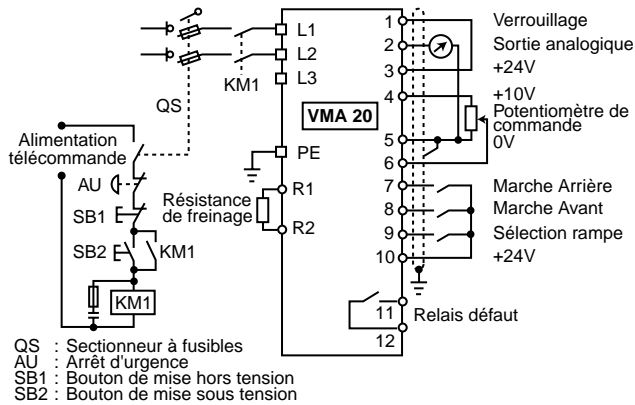 L1
L2
L3
KM1
QS
VMA 20
1 Verrouillage
2 Sortie analogique
3 +24V
4 +10V
Potentiomètre de
commande
5 0V
6
7 Marche Arrière
8 Marche Avant
9 Sélection rampe
10 +24V
11 Relais défaut
12
Alimentation
télécommande
PE
AU
R1
Résistance
de freinage
R2
SB1
SB2
KM1
KM1
QS : Sectionneur à fusibles
AU : Arrêt d'urgence
SB1 : Bouton de mise hors tension
SB2 : Bouton de mise sous tension